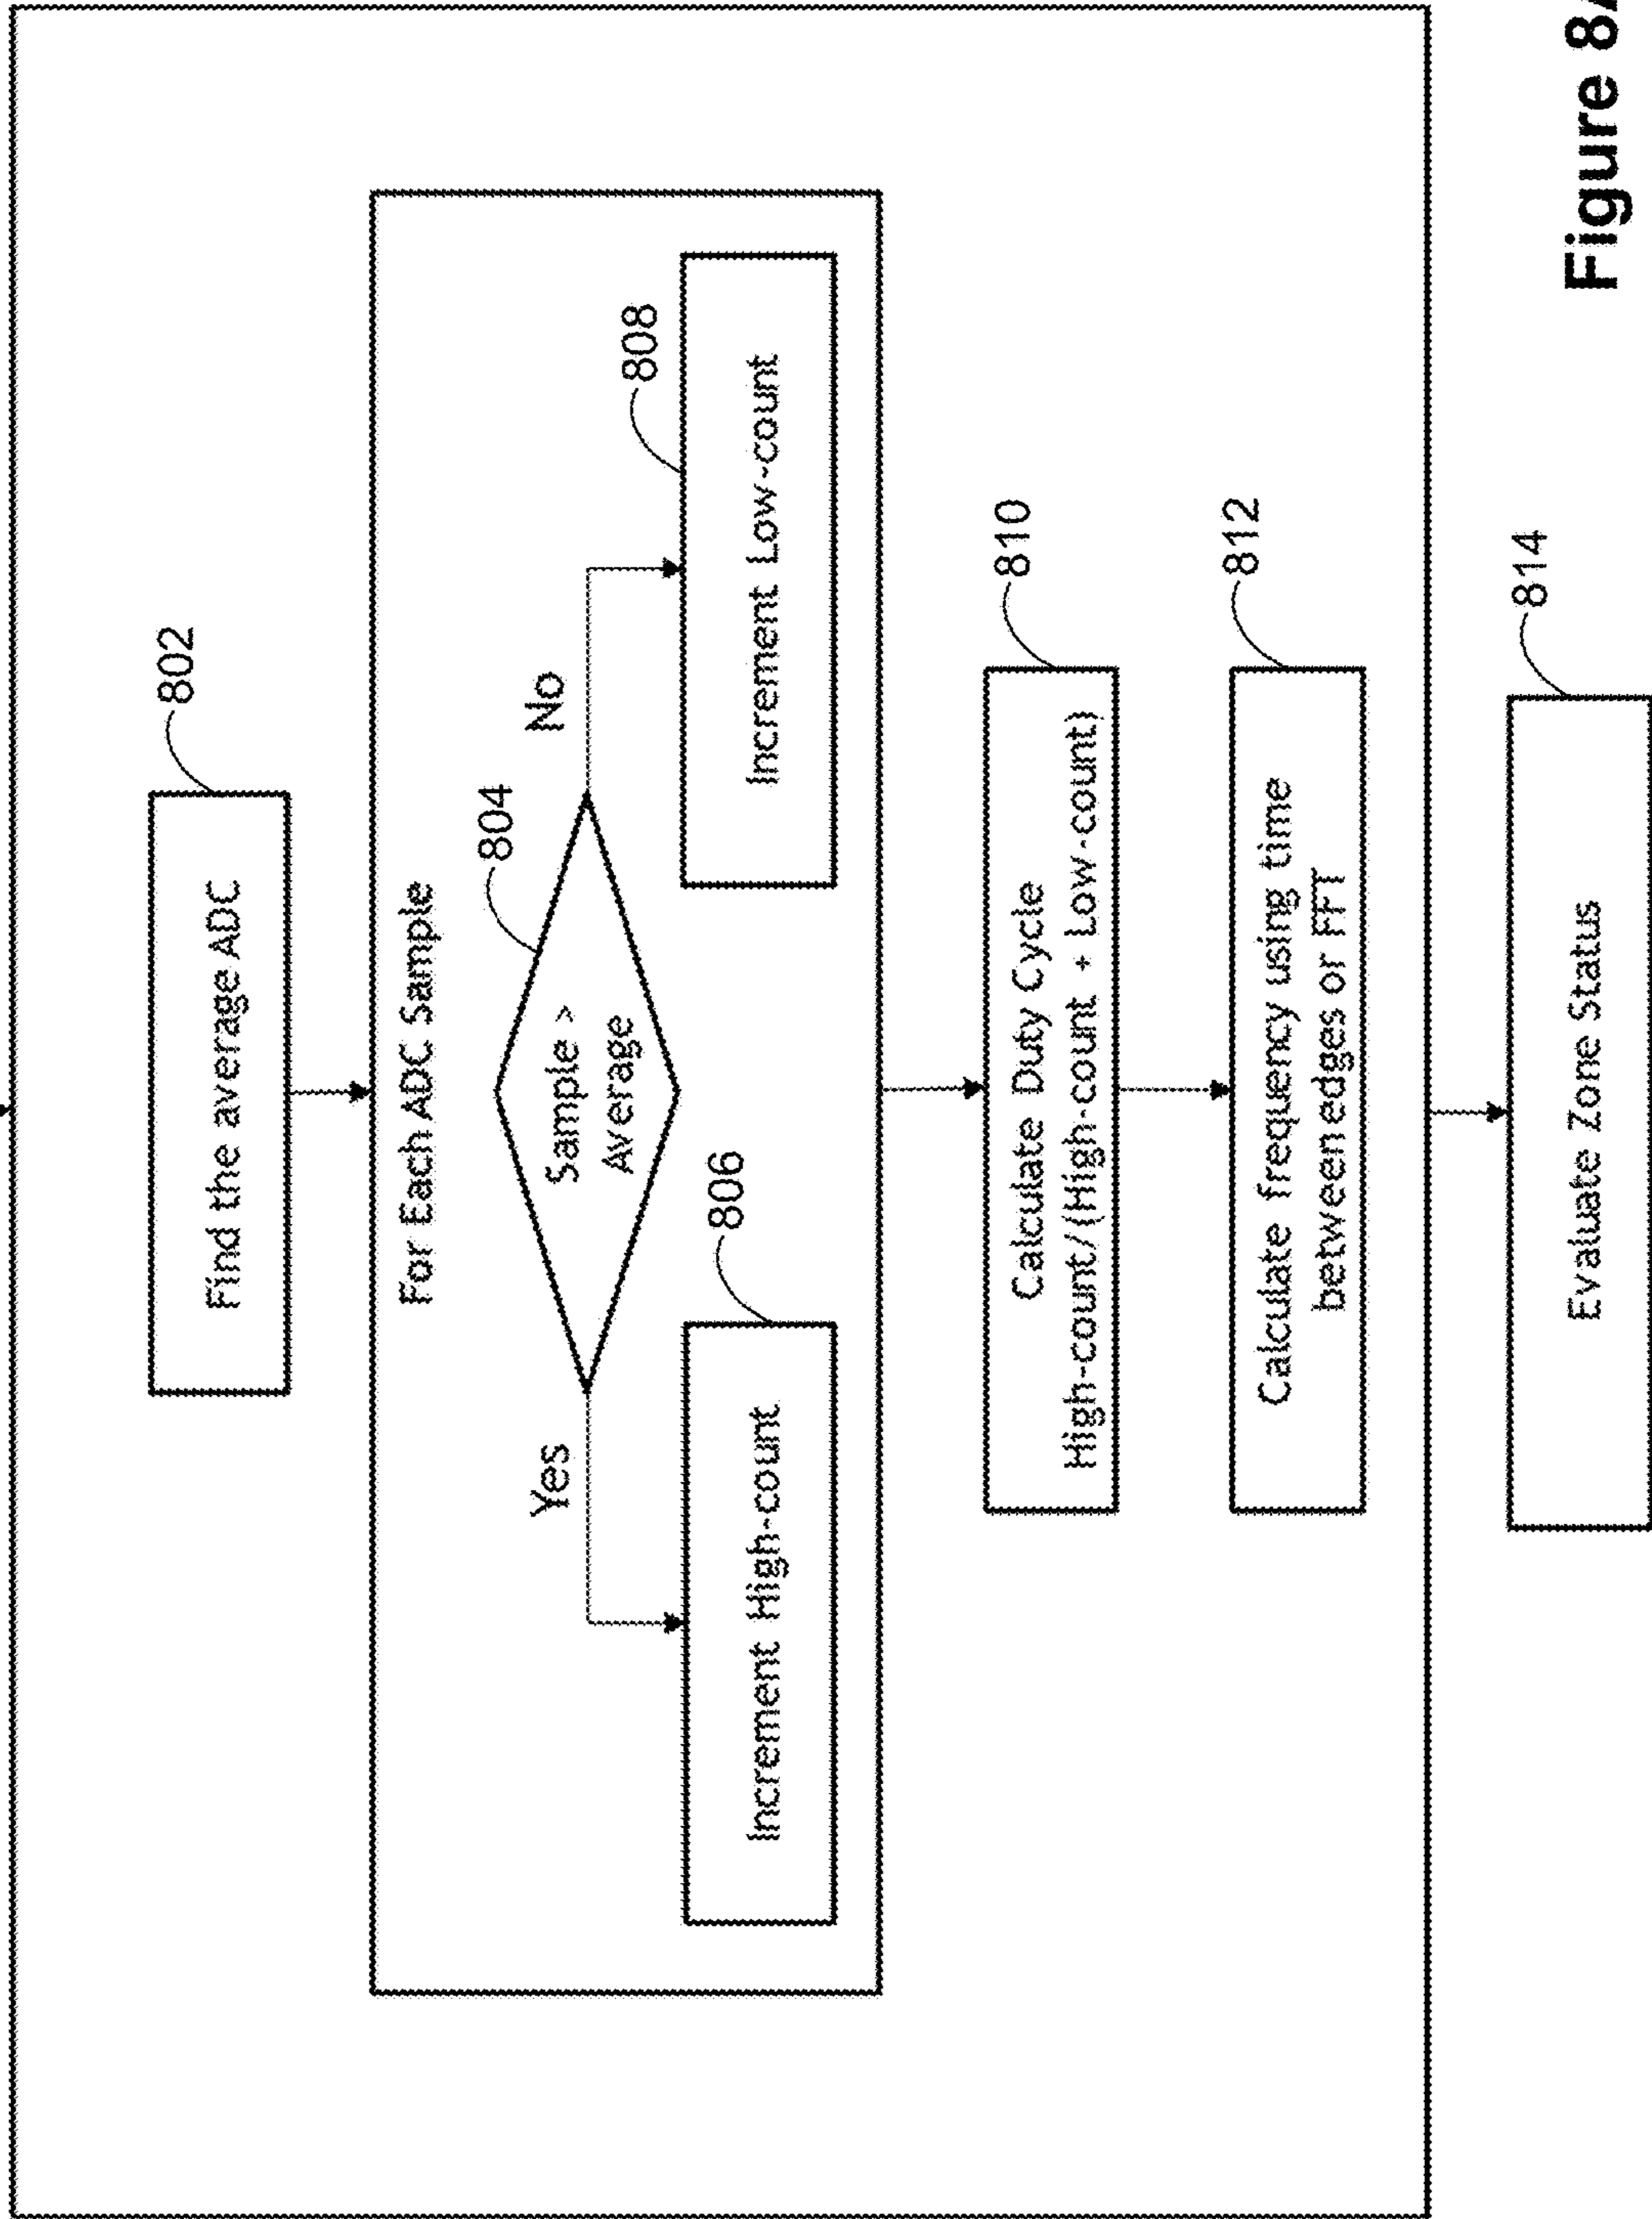 802
Find the average ADC
For Each ADC Sample
804
Sample >
Average
Yes
No
806
Increment High-count
808
Increment Low-count
810
Calculate Duty Cycle
High-count/(High-count + Low-count)
812
Calculate frequency using time
between edges or FFT
814
Evaluate Zone Status
Figure 8A